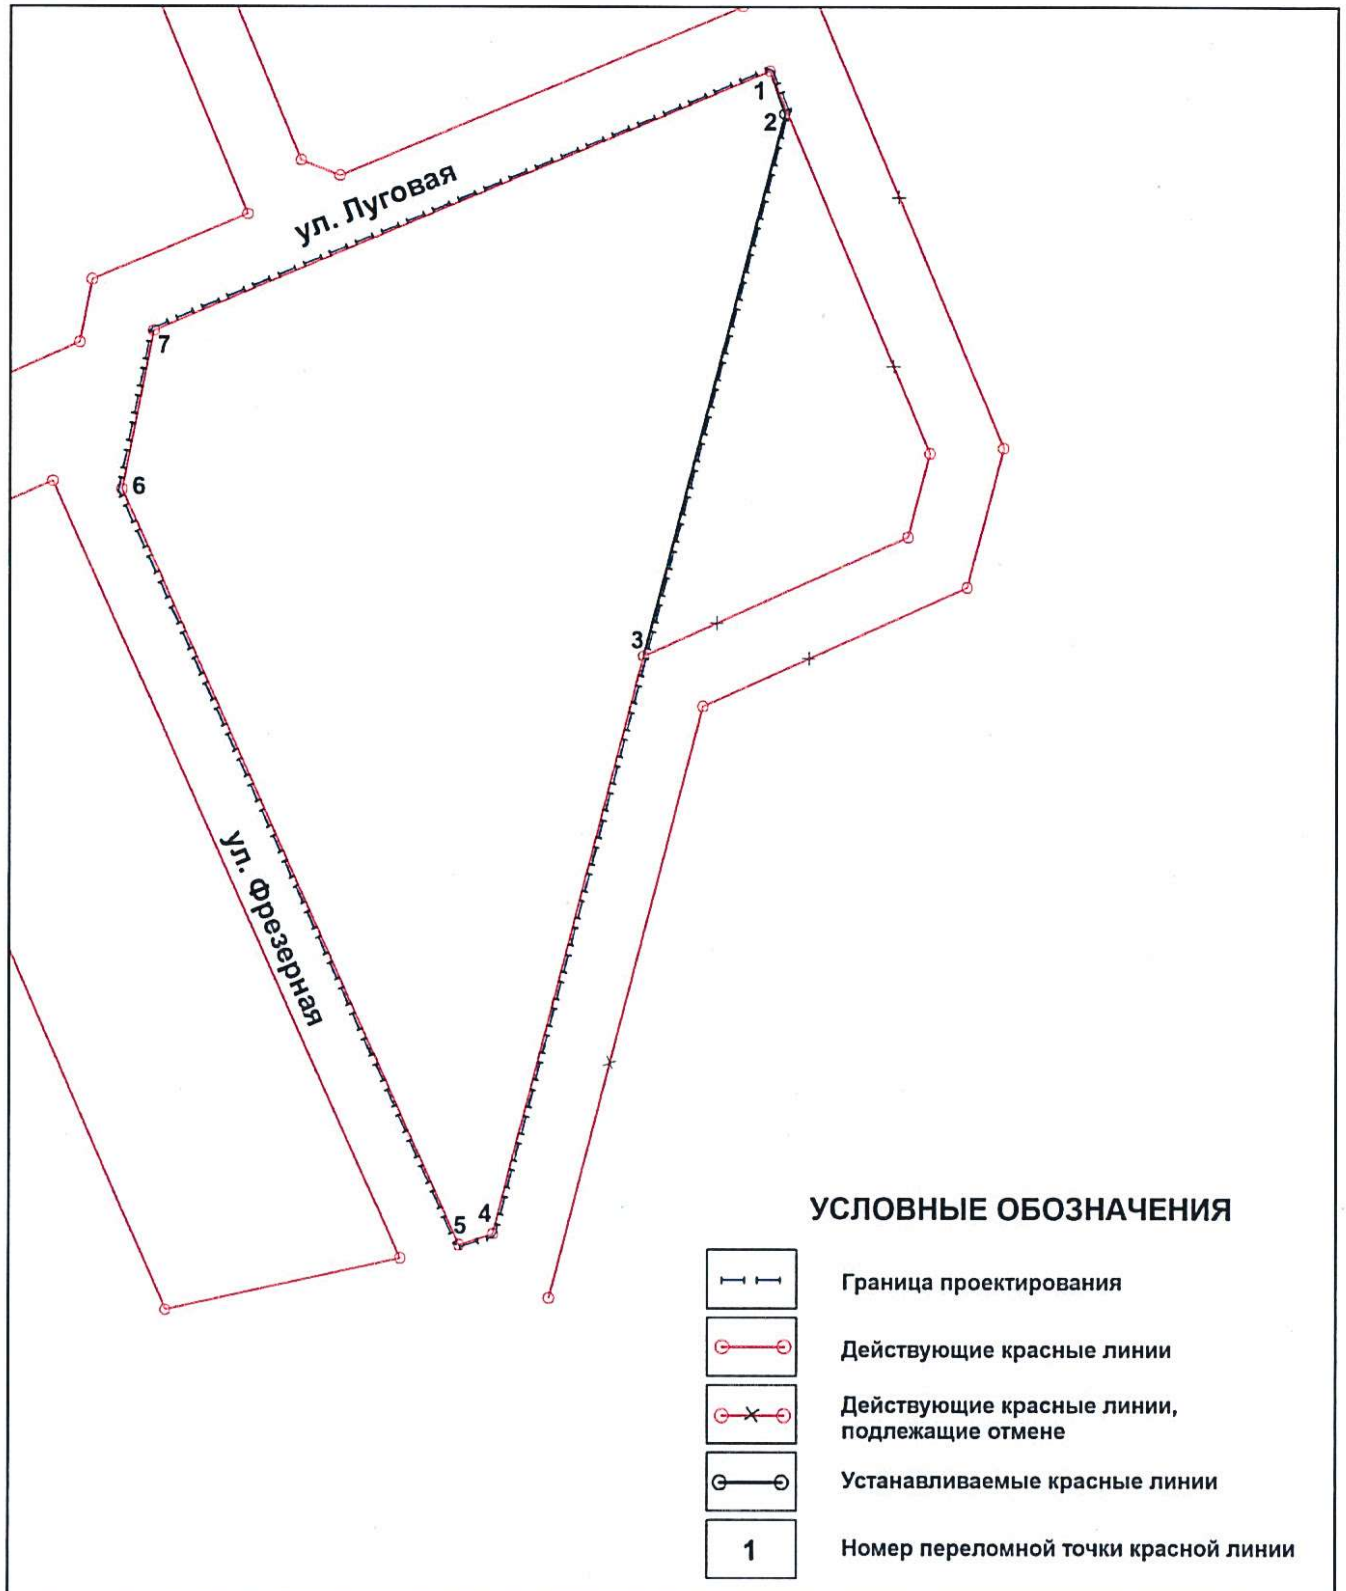 1
2
ул. Луговая
7
6
3
ул. Фрезерная
5
4
УСЛОВНЫЕ ОБОЗНАЧЕНИЯ
Граница проектирования
Действующие красные линии
Действующие красные линии,
подлежащие отмене
Устанавливаемые красные линии
1 Номер переломной точки красной линии